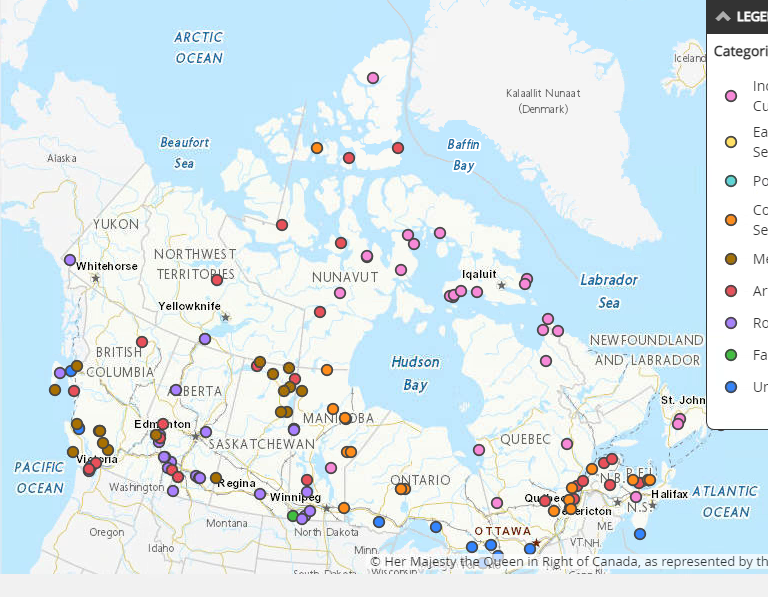 ARCTIC
OCEAN
LEGE
Iceland
Categori
Inc
Cu
Kalaallit Nunaat
(Denmark)
Ea
Se
Beaufort
Sea
Baffin
Bay
Alaska
Po
Co
Se
YUKON
NORTHWEST
TERRITORIES
Me
Whitehorse
NUNAVUT
Iqaluit
Labrador
Sea
Ar
Yellowknife
Ro
NEWFOUNDLAND
AND LABRADOR
BRITISH
COLUMBIA
Hudson
Bay
Fa
ALBERTA
Un
St. John
MANITOBA
Edmonton
SASKATCHEWAN
QUEBEC
Victoria
PACIFIC
OCEAN
Washington
Regina
ONTARIO
N.B.
P.E.I.
Winnipeg
Quebec
Halifax
ATLANTIC
OCEAN
Fredericton
N.S.
Montana
Oregon
North Dakota
OTTAWA
ME
VT.
N.H.
Idaho
Minn.
South Dakota
Wisconsin
© Her Majesty the Queen in Right of Canada, as represented by th